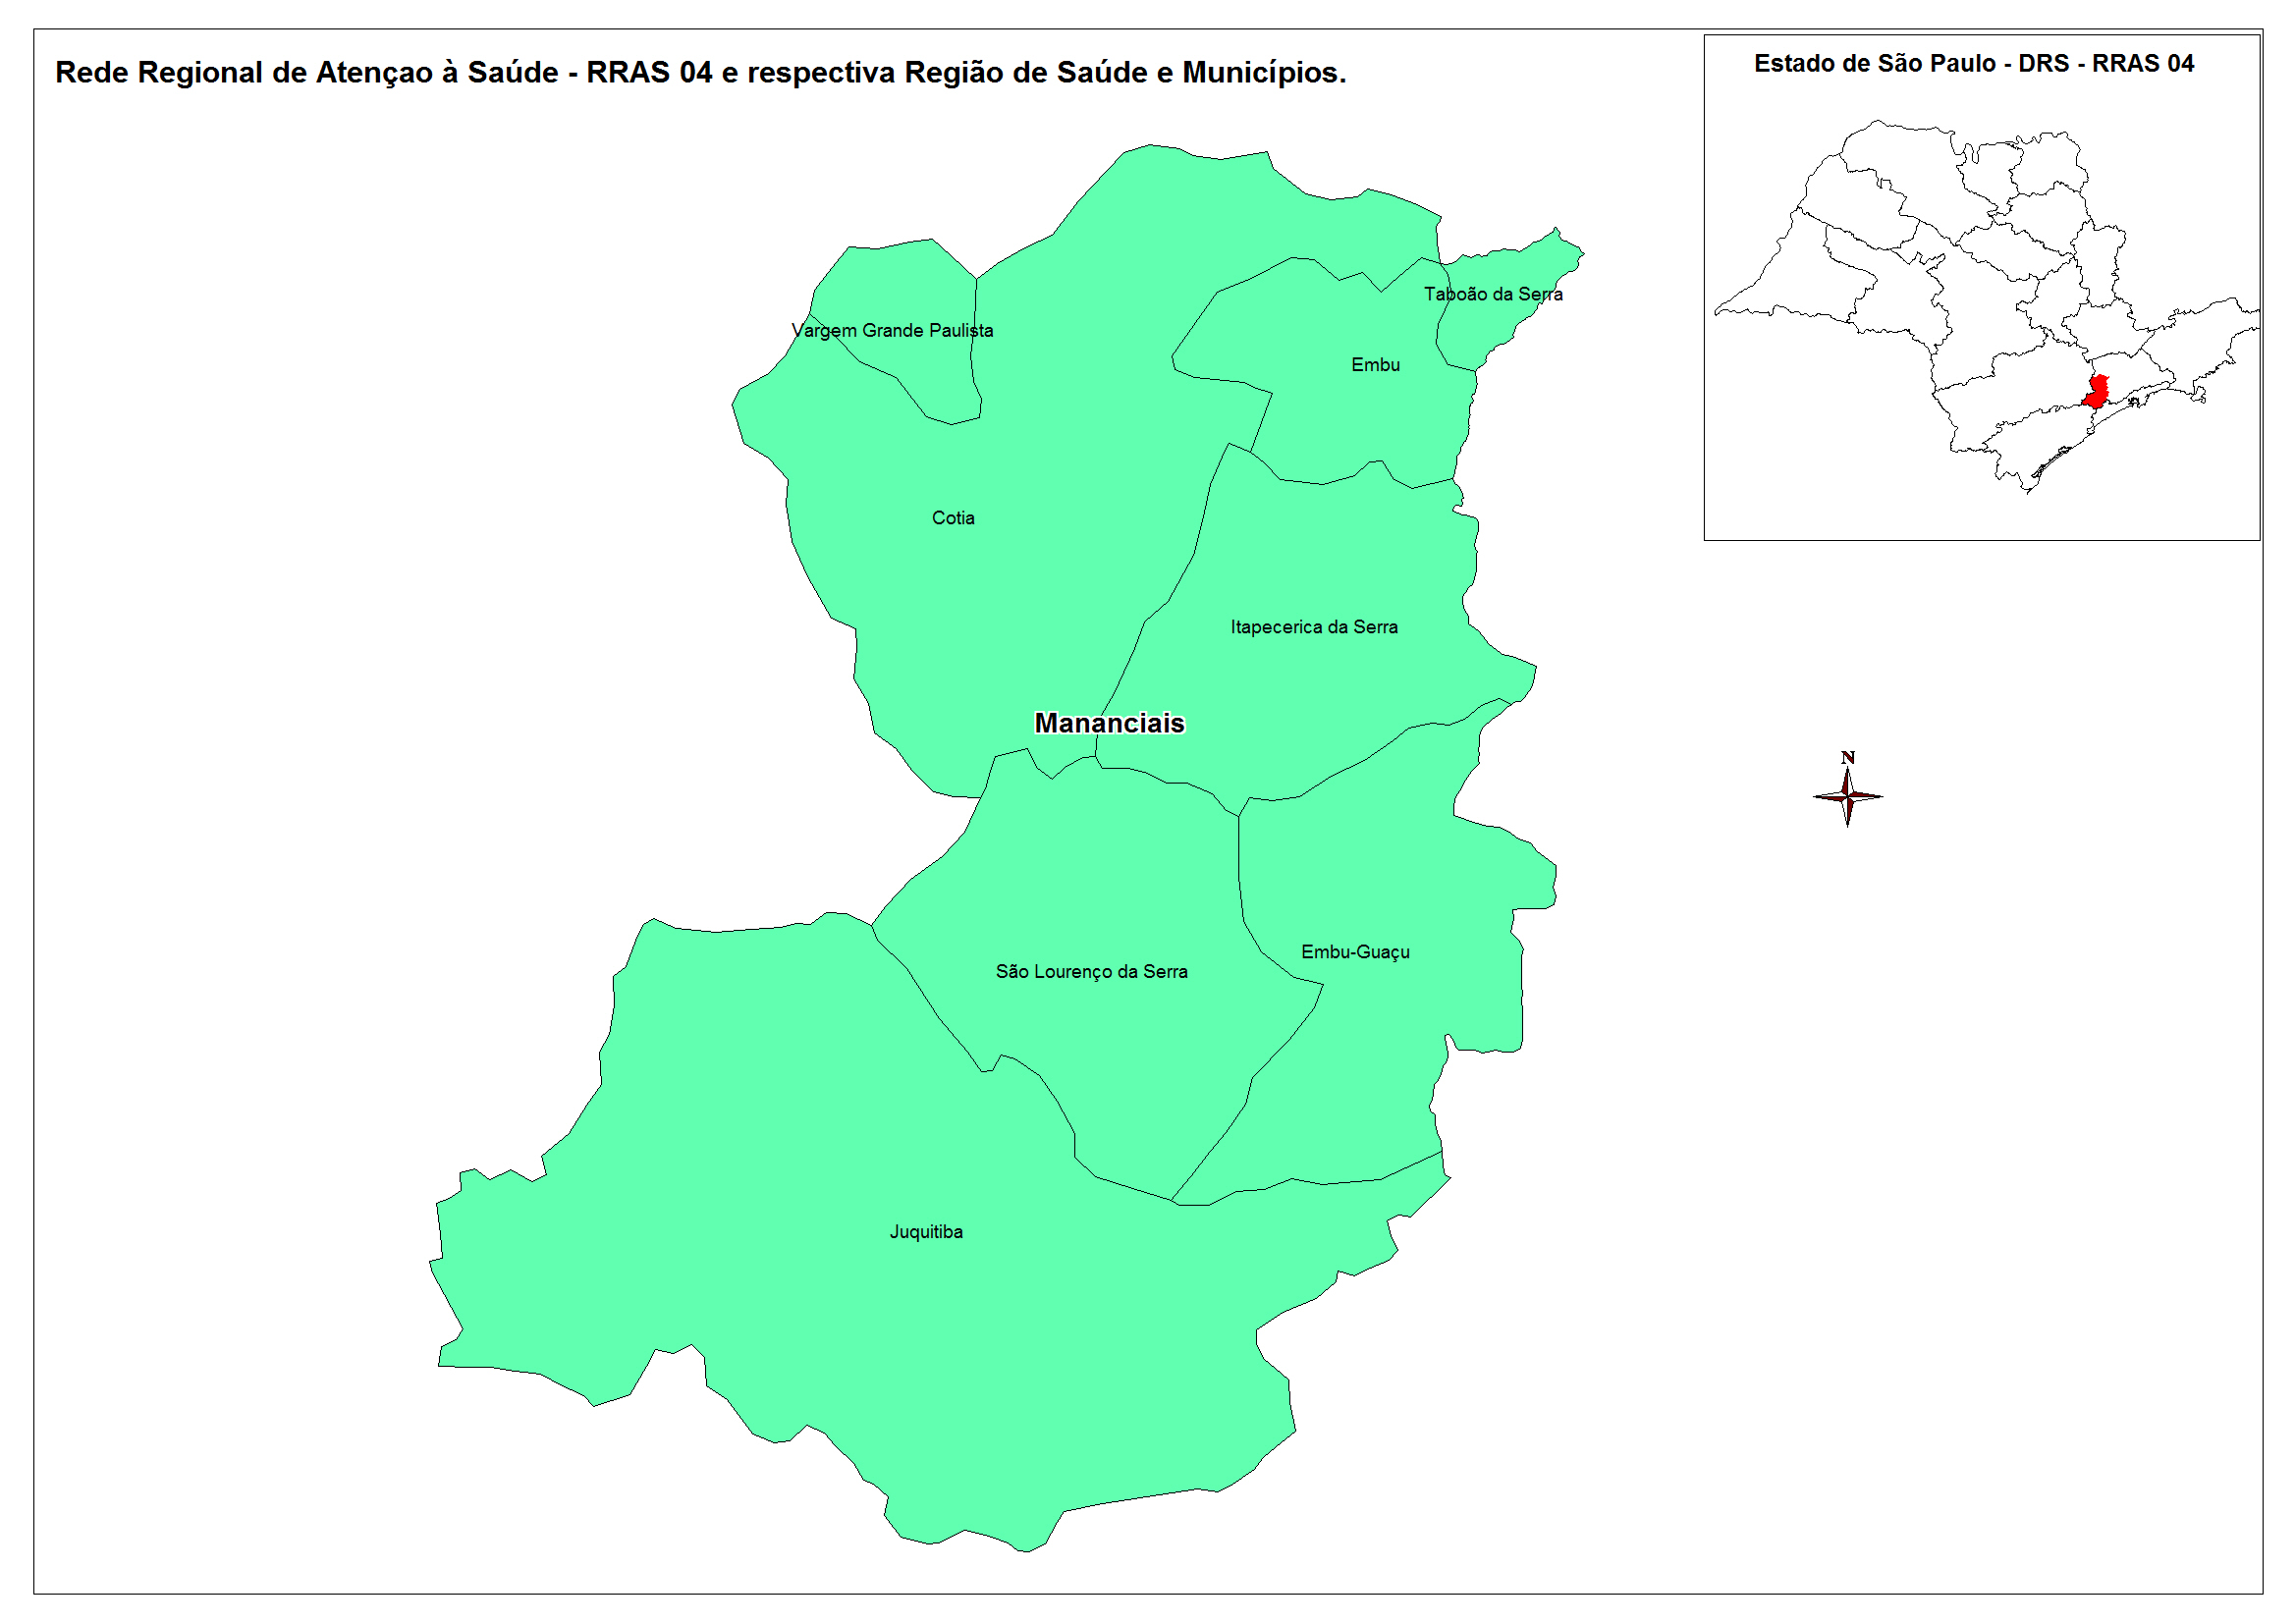 Rede Regional de Atençao à Saúde - RRAS 04 e respectiva Região de Saúde e Municípios.
Estado de São Paulo - DRS - RRAS 04
Taboão da Serra
Vargem Grande Paulista
Embu
Cotia
Itapecerica da Serra
Mananciais
N
Embu-Guaçu
São Lourenço da Serra
Juquitiba